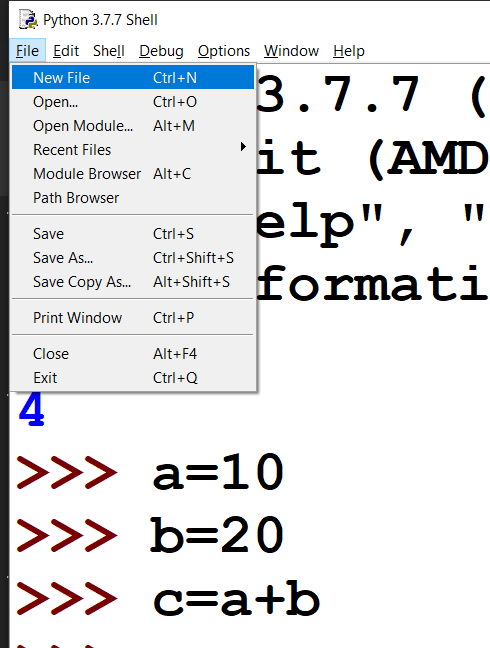 Python 3.7.7 Shell
File Edit Shell Debug Options Window Help
New File Ctrl+N
Open... Ctrl+O
Open Module... Alt+M
Recent Files
Module Browser Alt+C
Path Browser
Save Ctrl+S
Save As... Ctrl+Shift+S
Save Copy As... Alt+Shift+S
Print Window Ctrl+P
Close Alt+F4
Exit Ctrl+Q
3.7.7 (
it (AMD
elp", "
formati
4
>>> a=10
>>> b=20
>>> c=a+b
>>>